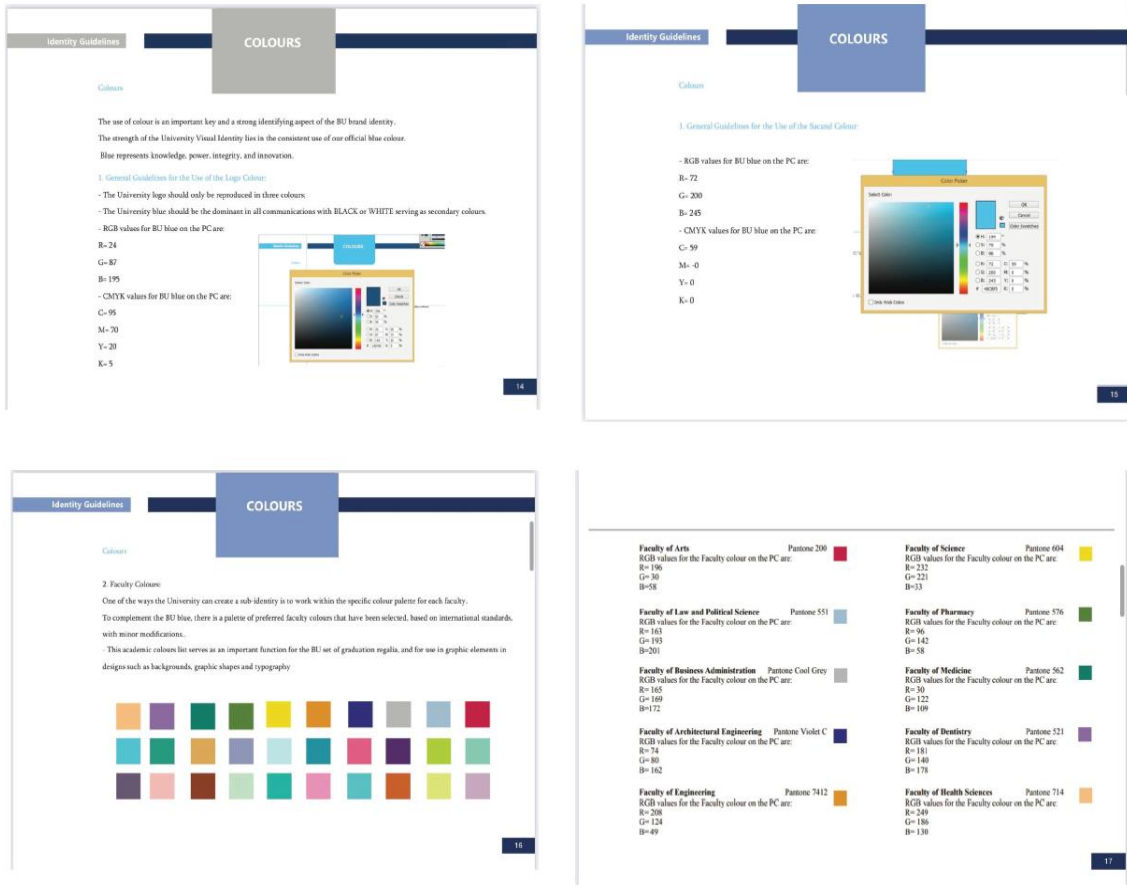 Identity Guidelines
COLOURS
Colours
The use of colour is an important key and a strong identifying aspect of the BU brand identity.
The strength of the University Visual Identity lies in the consistent use of our official blue colour.
Blue represents knowledge, power, integrity, and innovation.
1. General Guidelines for the Use of the Logo Colour:
- The University logo should only be reproduced in three colours;
- The University blue should be the dominant in all communications with BLACK or WHITE serving as secondary colours.
- RGB values for BU blue on the PC are:
R= 24
G= 87
B= 195
- CMYK values for BU blue on the PC are:
C= 95
M= 70
Y= 20
K= 5
COLOURS
Color Picker
14
Identity Guidelines
COLOURS
Colours
1. General Guidelines for the Use of the Sacund Colour:
- RGB values for BU blue on the PC are:
R= 72
G= 200
B= 245
- CMYK values for BU blue on the PC are:
C= 59
M= -0
Y= 0
K= 0
Color Picker
Select Color:
OK
Cancel
Color Swatches
Only Web Colors
15
Identity Guidelines
COLOURS
Colours
2. Faculty Colours:
One of the ways the University can create a sub-identity is to work within the specific colour palette for each faculty.
To complement the BU blue, there is a palette of preferred faculty colours that have been selected, based on international standards,
with minor modifications.
- This academic colours list serves as an important function for the BU set of graduation regalia, and for use in graphic elements in
designs such as backgrounds, graphic shapes and typography
16
Faculty of Arts Pantone 200
RGB values for the Faculty colour on the PC are:
R= 196
G= 30
B=58
Faculty of Law and Political Science Pantone 551
RGB values for the Faculty colour on the PC are:
R= 163
G= 193
B=201
Faculty of Business Administration Pantone Cool Grey
RGB values for the Faculty colour on the PC are:
R= 165
G= 169
B=172
Faculty of Architectural Engineering Pantone Violet C
RGB values for the Faculty colour on the PC are:
R= 74
G= 80
B= 162
Faculty of Engineering Pantone 7412
RGB values for the Faculty colour on the PC are:
R= 208
G= 124
B= 49
Faculty of Science Pantone 604
RGB values for the Faculty colour on the PC are:
R= 232
G= 221
B=33
Faculty of Pharmacy Pantone 576
RGB values for the Faculty colour on the PC are:
R= 96
G= 142
B= 58
Faculty of Medicine Pantone 562
RGB values for the Faculty colour on the PC are:
R= 30
G= 122
B= 109
Faculty of Dentistry Pantone 521
RGB values for the Faculty colour on the PC are:
R= 181
G= 140
B= 178
Faculty of Health Sciences Pantone 714
RGB values for the Faculty colour on the PC are:
R= 249
G= 186
B= 130
17